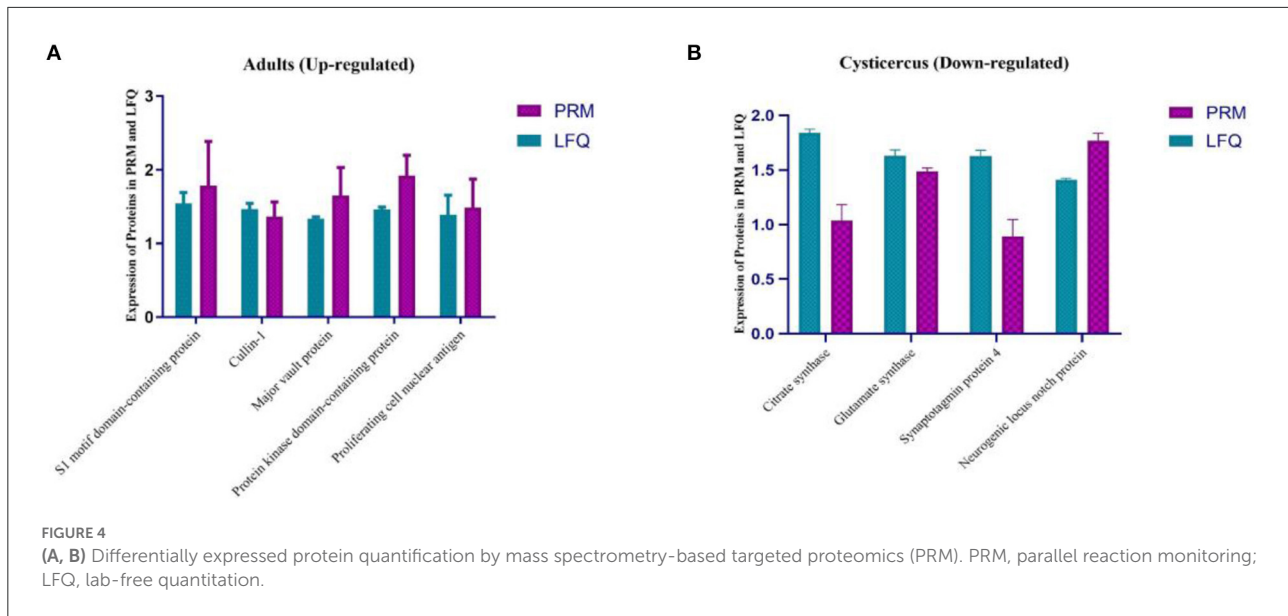 A
Adults (Up-regulated)
Expression of Proteins in PRM and LFQ
3
2
1
0
PRM
LFQ
S1 motif domain-containing protein
Cullin-1
Major vault protein
Protein kinase domain-containing protein
Proliferating cell nuclear antigen
B
Cysticercus (Down-regulated)
Expression of Proteins in PRM and LFQ
2.0
1.5
1.0
0.5
0.0
PRM
LFQ
Citrate synthase
Glutamate synthase
Synaptotagmin protein 4
Neurogenic locus notch protein
FIGURE 4
(A, B) Differentially expressed protein quantification by mass spectrometry-based targeted proteomics (PRM). PRM, parallel reaction monitoring;
LFQ, lab-free quantitation.